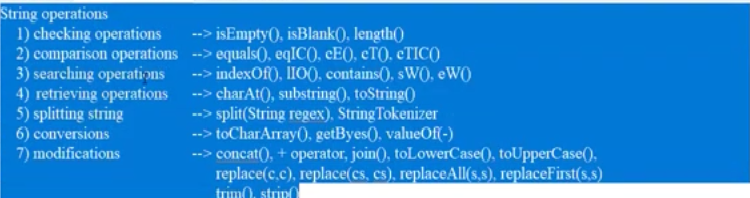 String operations
1) checking operations --> isEmpty(), isBlank(), length()
2) comparison operations --> equals(), eqIC(), cE(), cT(), cTIC()
3) searching operations --> indexOf(), lIO(), contains(), sW(), eW()
4) retrieving operations --> charAt(), substring(), toString()
5) splitting string --> split(String regex), StringTokenizer
6) conversions --> toCharArray(), getByes(), valueOf(-)
7) modifications --> concat(), + operator, join(), toLowerCase(), toUpperCase(),
replace(c,c), replace(cs, cs), replaceAll(s,s), replaceFirst(s,s)
trim(), strip()